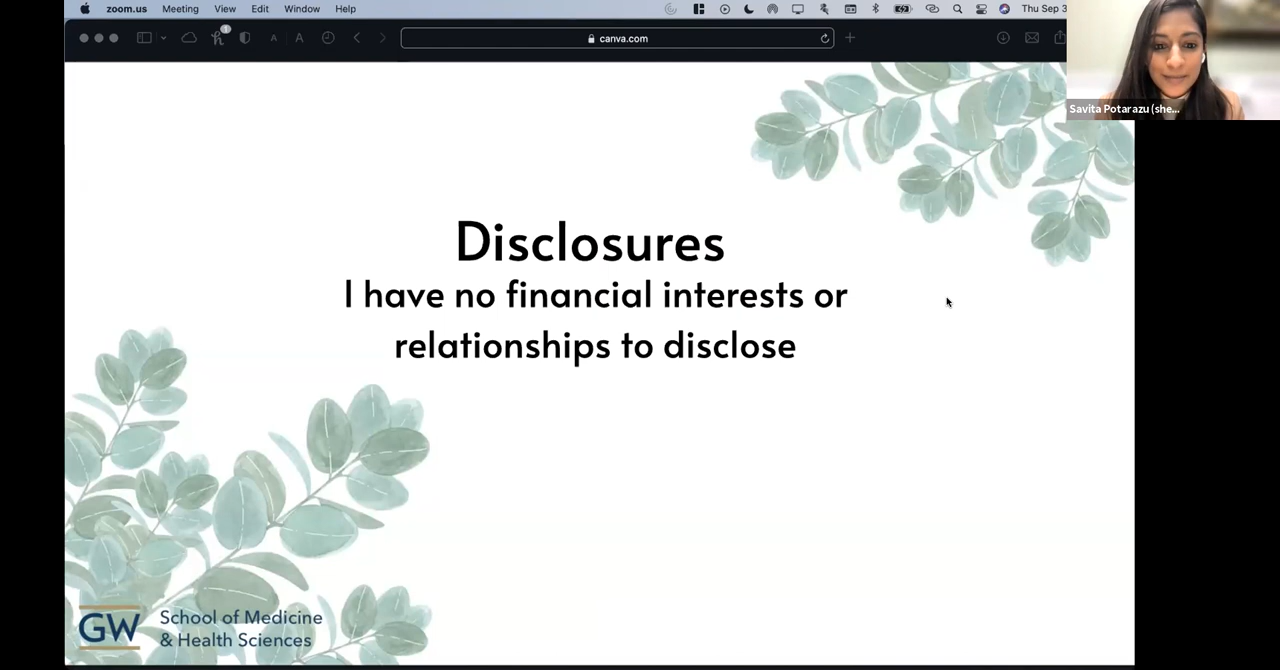 zoom.us Meeting View Edit Window Help
Thu Sep 3
1
A A
canva.com
Savita Potarazu (she...
Disclosures
I have no financial interests or
relationships to disclose
GW School of Medicine
& Health Sciences